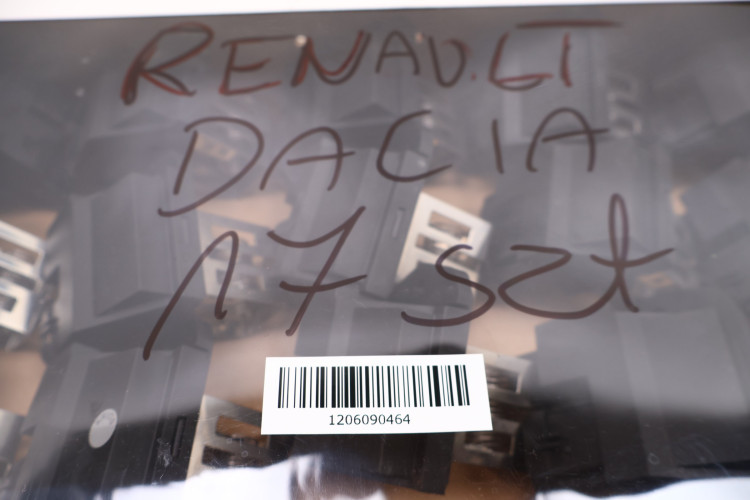 RENAULT
DACIA
17 szt
1206090464